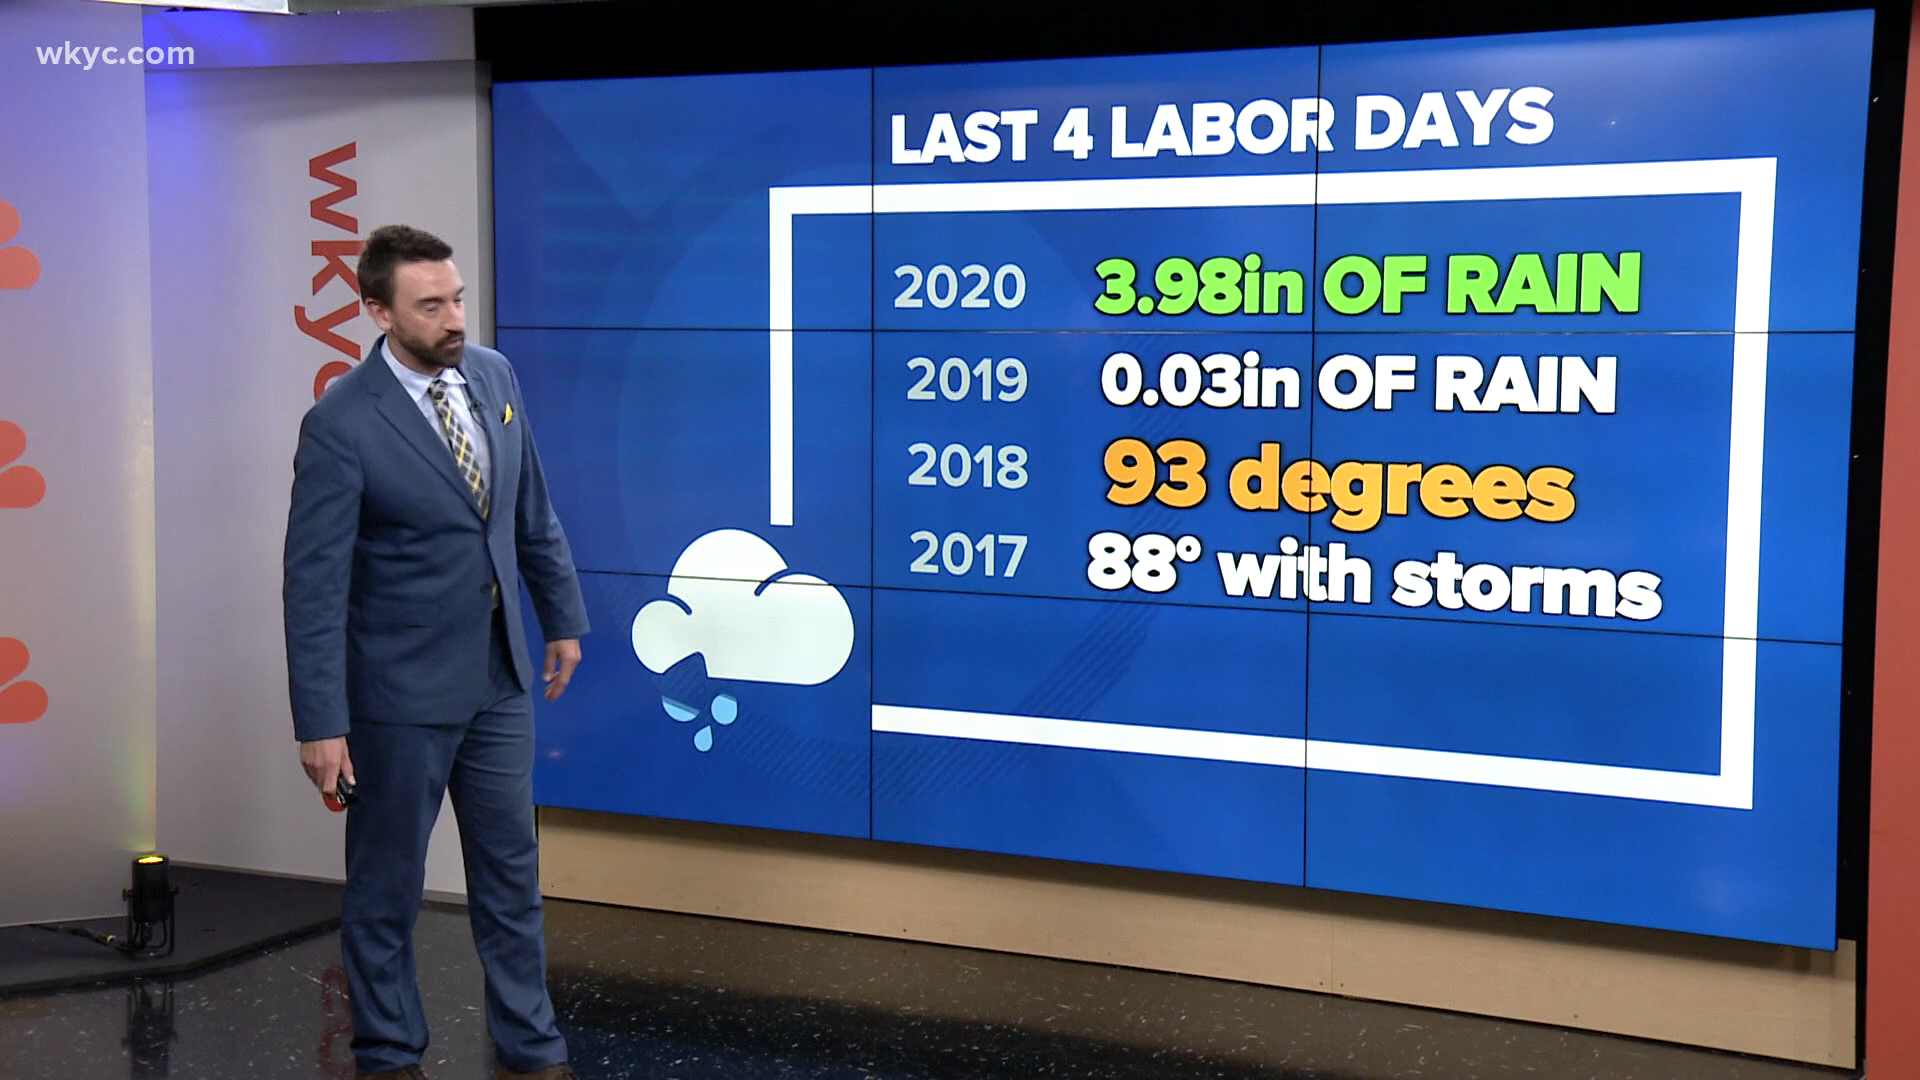 wkyc.com
wkyc
LAST 4 LABOR DAYS
2020 3.98in OF RAIN
2019 0.03in OF RAIN
2018 93 degrees
2017 88° with storms